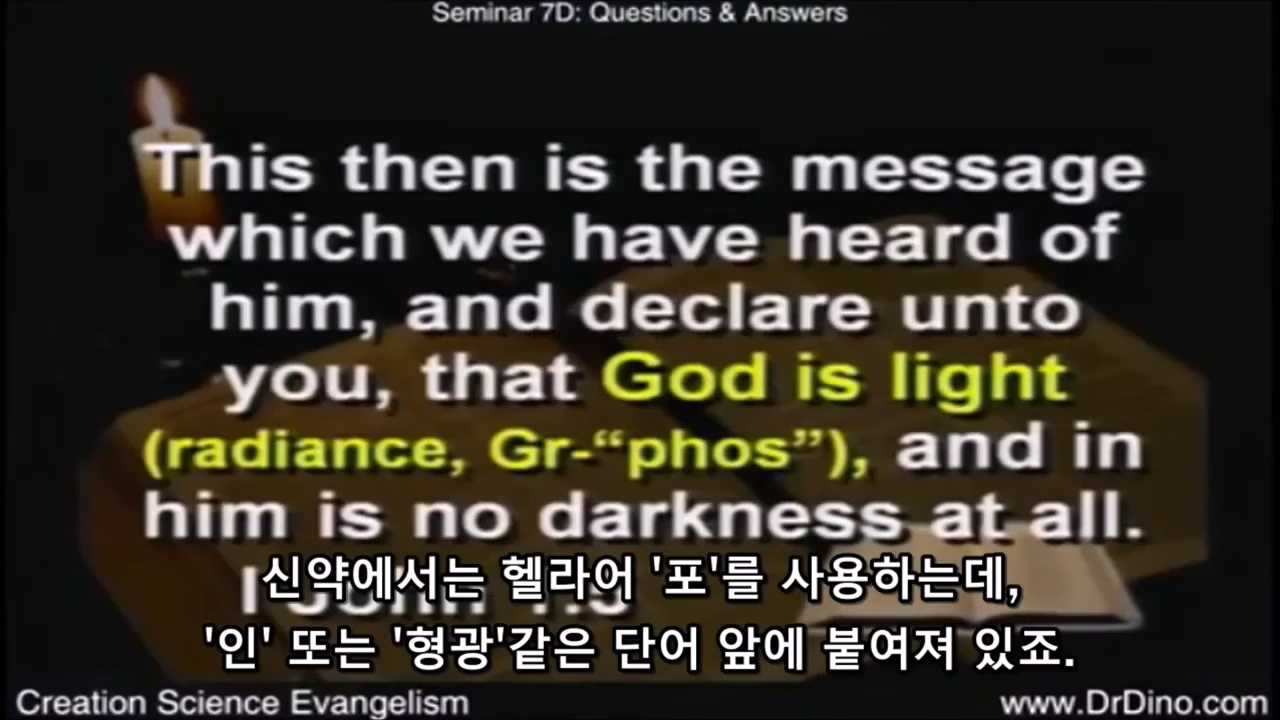 Seminar 7D: Questions & Answers
This then is the message
which we have heard of
him, and declare unto
you, that God is light
(radiance, Gr-“phos”), and in
him is no darkness at all.
신약에서는 헬라어 '포'를 사용하는데,
'인' 또는 '형광'같은 단어 앞에 붙여져 있죠.
Creation Science Evangelism
www.DrDino.com